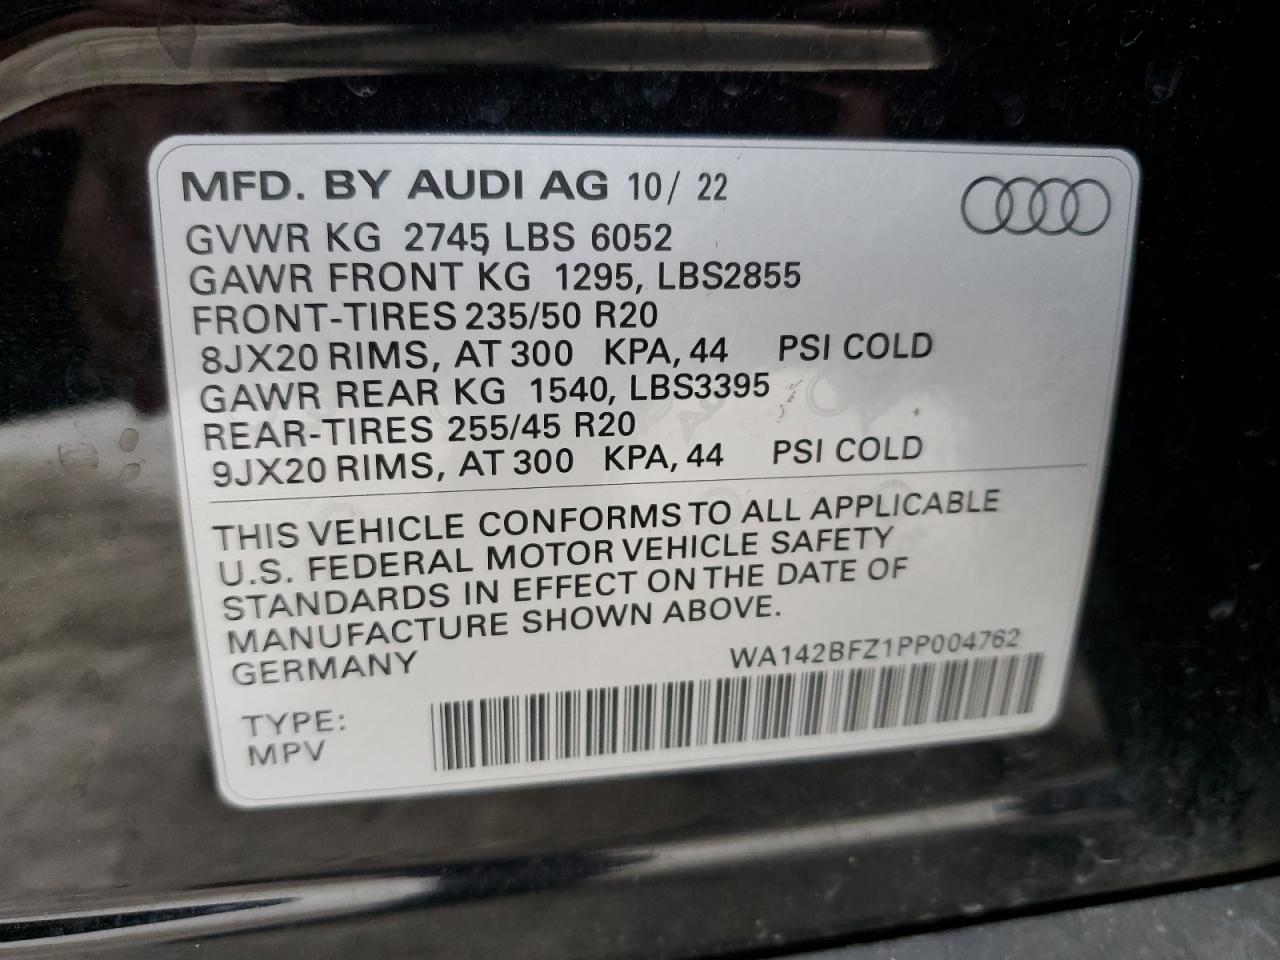 MFD. BY AUDI AG 10/ 22
GVWR KG 2745, LBS 6052
GAWR FRONT KG 1295, LBS2855
FRONT-TIRES 235/50 R20
8JX20 RIMS, AT 300 KPA, 44 PSI COLD
GAWR REAR KG 1540, LBS3395
REAR-TIRES 255/45 R20
9JX20 RIMS, AT 300 KPA, 44 PSI COLD
THIS VEHICLE CONFORMS TO ALL APPLICABLE
U.S. FEDERAL MOTOR VEHICLE SAFETY
STANDARDS IN EFFECT ON THE DATE OF
MANUFACTURE SHOWN ABOVE.
GERMANY
WA142BFZ1PP004762
TYPE:
MPV